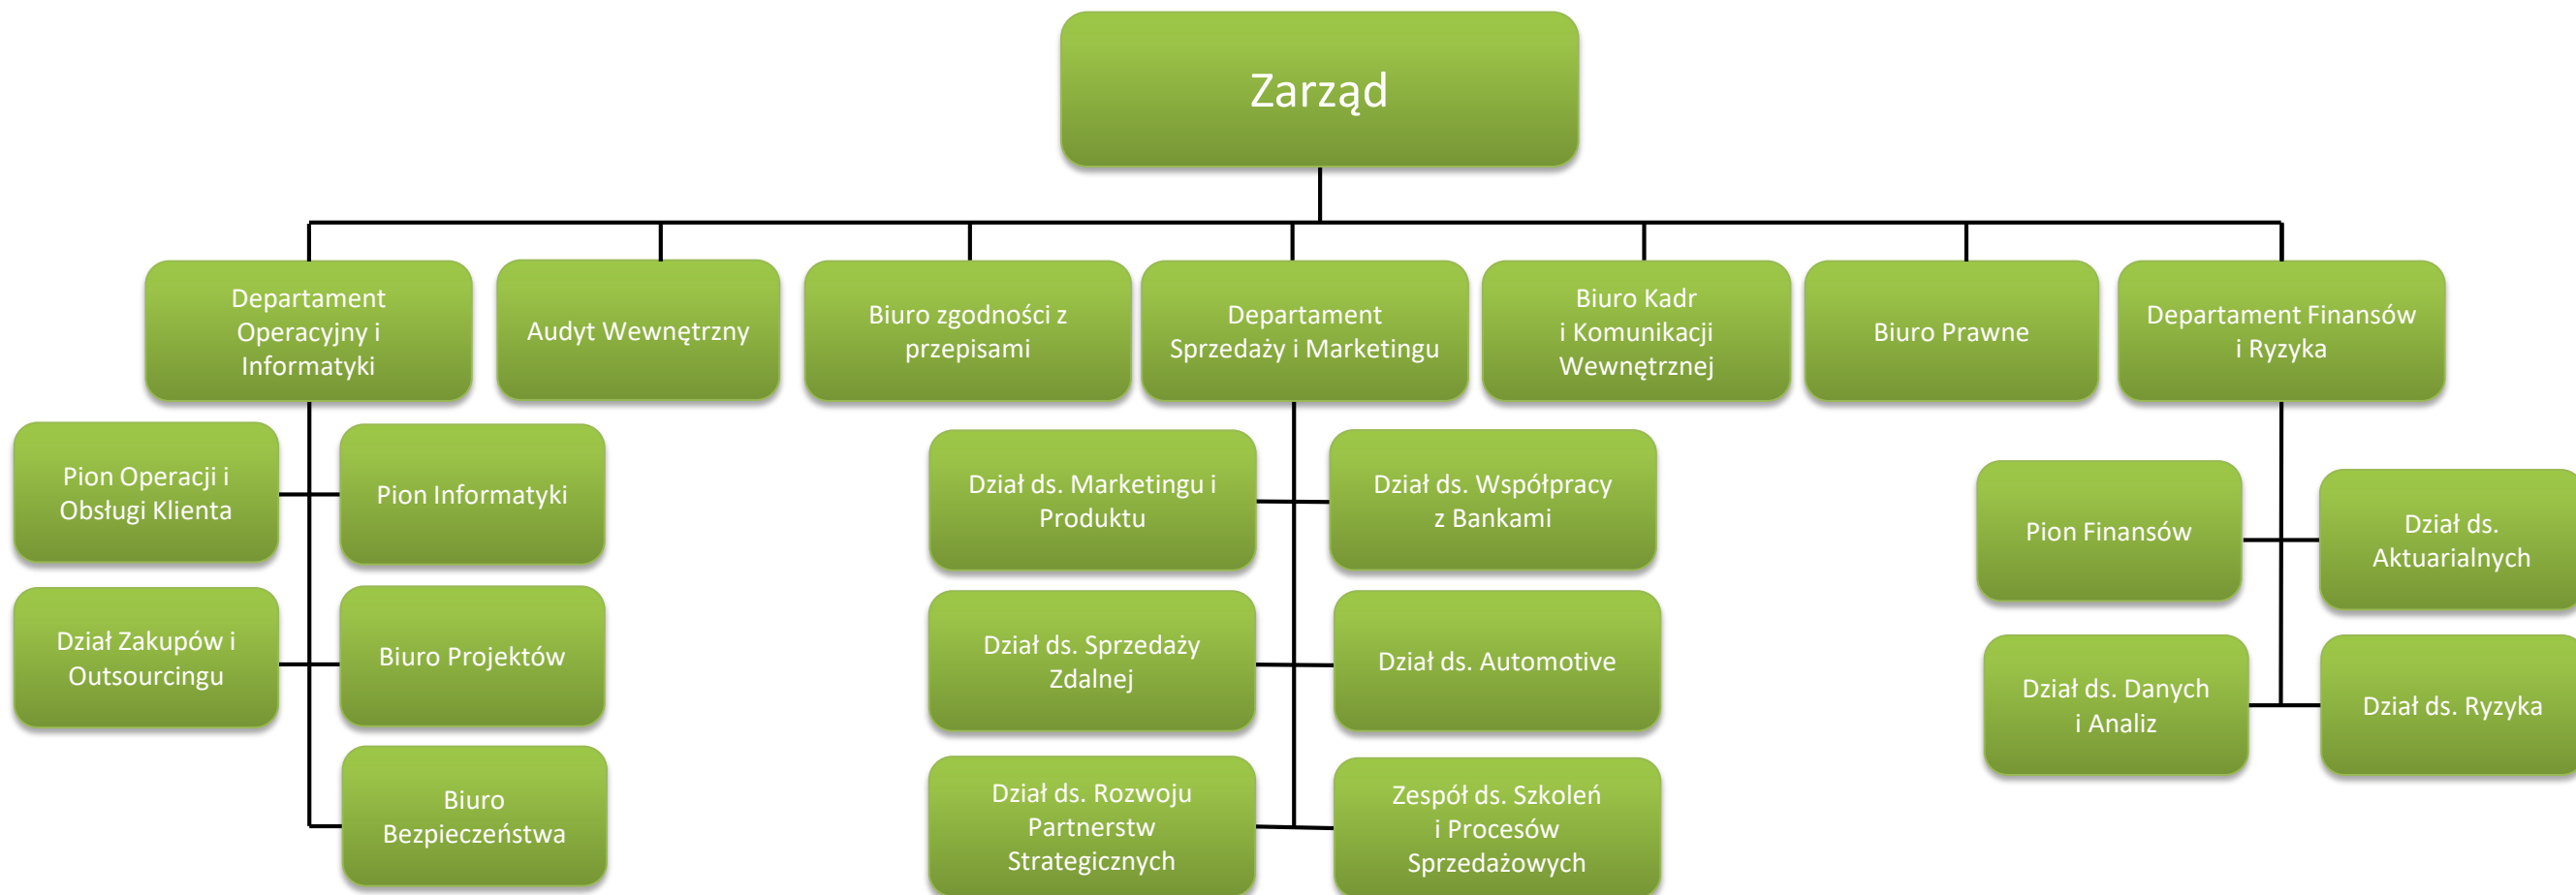 Zarząd
Departament
Operacyjny i
Informatyki
Audyt Wewnętrzny
Biuro zgodności z
przepisami
Departament
Sprzedaży i Marketingu
Biuro Kadr
i Komunikacji
Wewnętrznej
Biuro Prawne
Departament Finansów
i Ryzyka
Pion Operacji i
Obsługi Klienta
Pion Informatyki
Dział Zakupów i
Outsourcingu
Biuro Projektów
Biuro
Bezpieczeństwa
Dział ds. Marketingu i
Produktu
Dział ds. Współpracy
z Bankami
Dział ds. Sprzedaży
Zdalnej
Dział ds. Automotive
Dział ds. Rozwoju
Partnerstw
Strategicznych
Zespół ds. Szkoleń
i Procesów
Sprzedażowych
Pion Finansów
Dział ds.
Aktuarialnych
Dział ds. Danych
i Analiz
Dział ds. Ryzyka